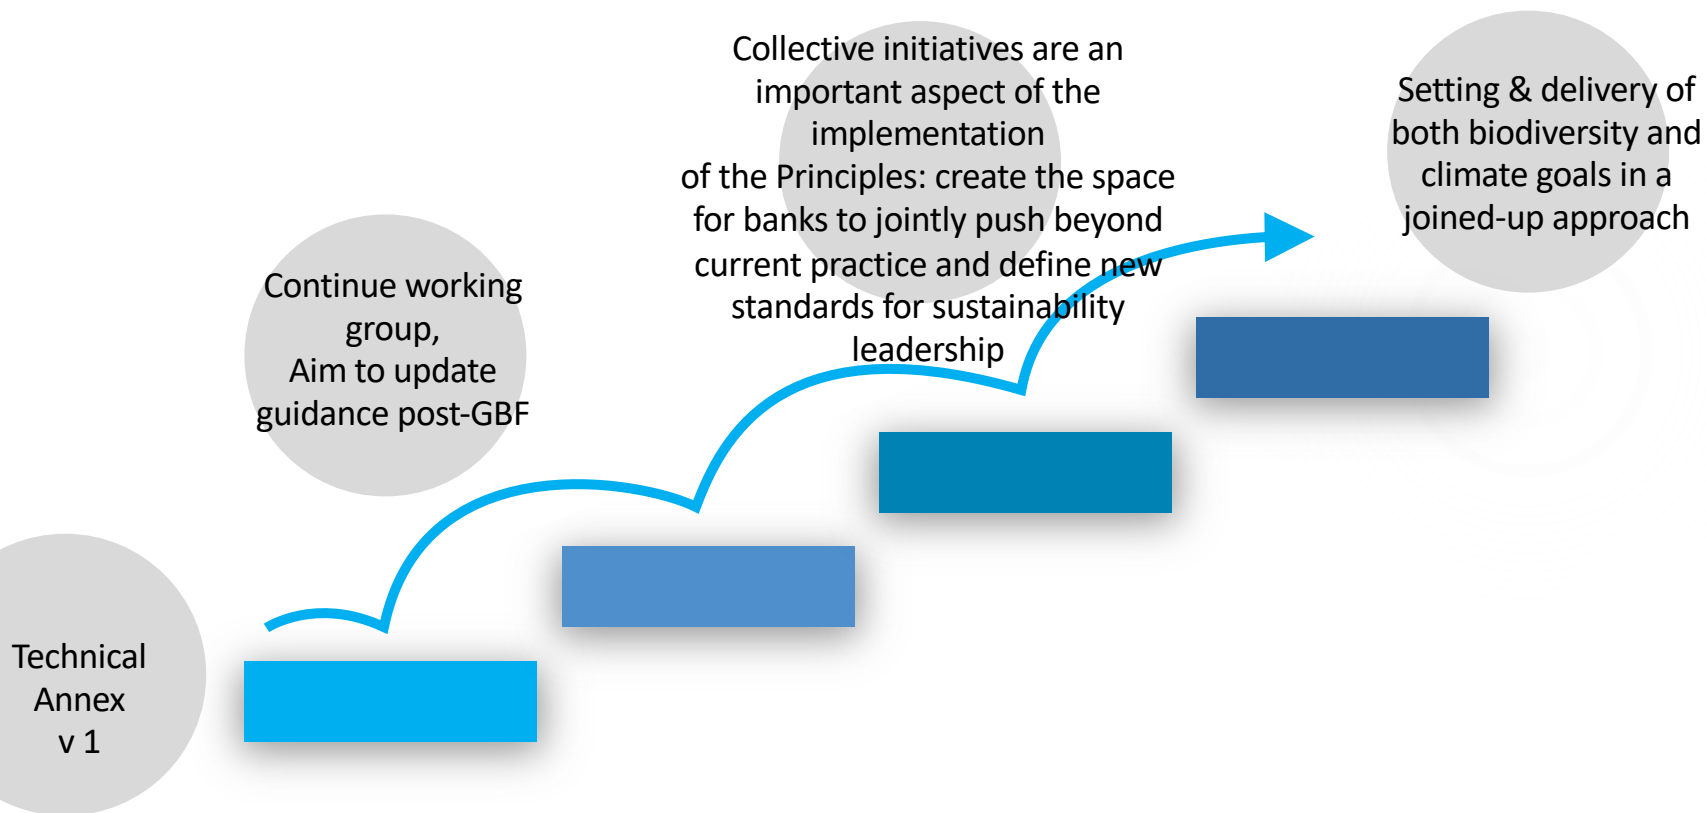 Technical
Annex
v 1
Continue working
group,
Aim to update
guidance post-GBF
Collective initiatives are an
important aspect of the
implementation
of the Principles: create the space
for banks to jointly push beyond
current practice and define new
standards for sustainability
leadership
Setting & delivery of
both biodiversity and
climate goals in a
joined-up approach